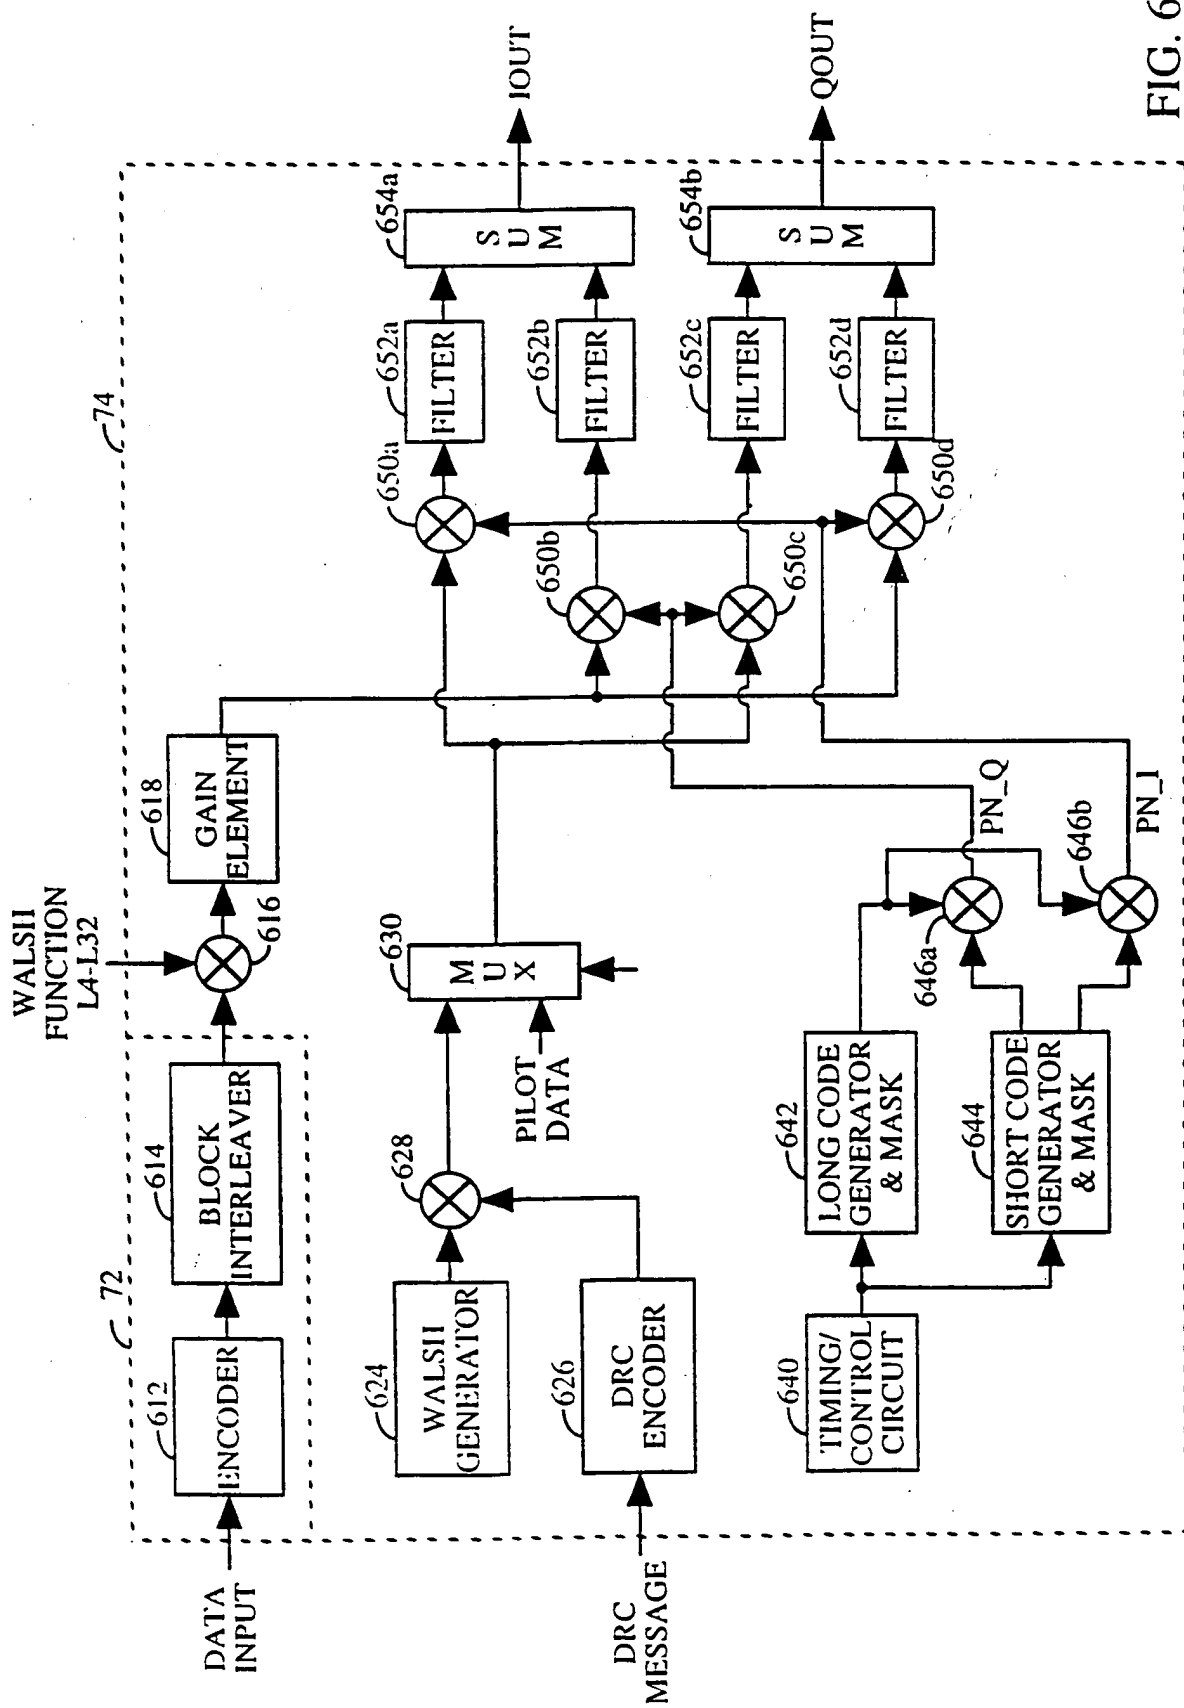 WALSH
FUNCTION
L4-L32
72
74
612
614
616
618
DATA
INPUT
ENCODER
BLOCK
INTERLEAVER
GAIN
ELEMENT
624
WALSH
GENERATOR
628
630
M
U
X
PILOT
DATA
626
DRC
ENCODER
DRC
MESSAGE
640
TIMING/
CONTROL
CIRCUIT
642
LONG CODE
GENERATOR
& MASK
644
SHORT CODE
GENERATOR
& MASK
646a
646b
PN_Q
PN_I
650a
650b
650c
650d
652a
FILTER
652b
FILTER
652c
FILTER
652d
FILTER
654a
S
U
M
654b
S
U
M
IOUT
QOUT
FIG. 6